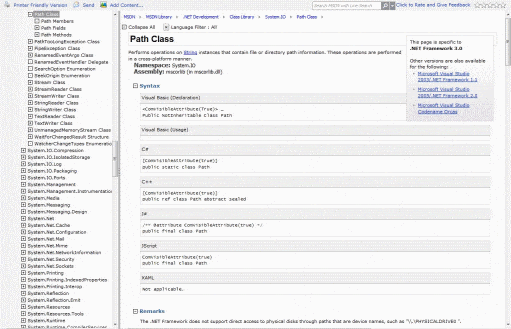 Printer Friendly Version Send Add Content... Search MSDN with Live Search Click to Rate and Give Feedback
Path Class
Path Members
Path Fields
Path Methods
PathTooLongException Class
PipeException Class
RenamedEventArgs Class
RenamedEventHandler Delegate
SearchOption Enumeration
SeekOrigin Enumeration
Stream Class
StreamReader Class
StreamWriter Class
StringReader Class
StringWriter Class
TextReader Class
TextWriter Class
UnmanagedMemoryStream Class
WaitForChangedResult Structure
WatcherChangeTypes Enumeration
System.IO.Compression
System.IO.IsolatedStorage
System.IO.Log
System.IO.Packaging
System.IO.Ports
System.Management
System.Management.Instrumentation
System.Media
System.Messaging
System.Messaging.Design
System.Net
System.Net.Cache
System.Net.Configuration
System.Net.Mail
System.Net.Mime
System.Net.NetworkInformation
System.Net.Security
System.Net.Sockets
System.Printing
System.Printing.IndexedProperties
System.Printing.Interop
System.Reflection
System.Reflection.Emit
System.Resources
System.Resources.Tools
System.Runtime
System.Runtime.CompilerServices
MSDN > MSDN Library > .NET Development > Class Library > System.IO > Path Class
Collapse All Language Filter : All
Path Class
Performs operations on String instances that contain file or directory path information. These operations are performed
in a cross-platform manner.
Namespace: System.IO
Assembly: mscorlib (in mscorlib.dll)
Syntax
Visual Basic (Declaration)
<ComVisibleAttribute(True)> _
Public NotInheritable Class Path
Visual Basic (Usage)
C#
[ComVisibleAttribute(true)]
public static class Path
C++
[ComVisibleAttribute(true)]
public ref class Path abstract sealed
J#
/** @attribute ComVisibleAttribute(true) */
public final class Path
JScript
ComVisibleAttribute(true)
public final class Path
XAML
Not applicable.
Remarks
The .NET Framework does not support direct access to physical disks through paths that are device names, such as "\\.\PHYSICALDRIVE0 ".
This page is specific to
.NET Framework 3.0
Other versions are also available
for the following:
Microsoft Visual Studio
2003/.NET Framework 1.1
Microsoft Visual Studio
2005/.NET Framework 2.0
Microsoft Visual Studio
Codename Orcas